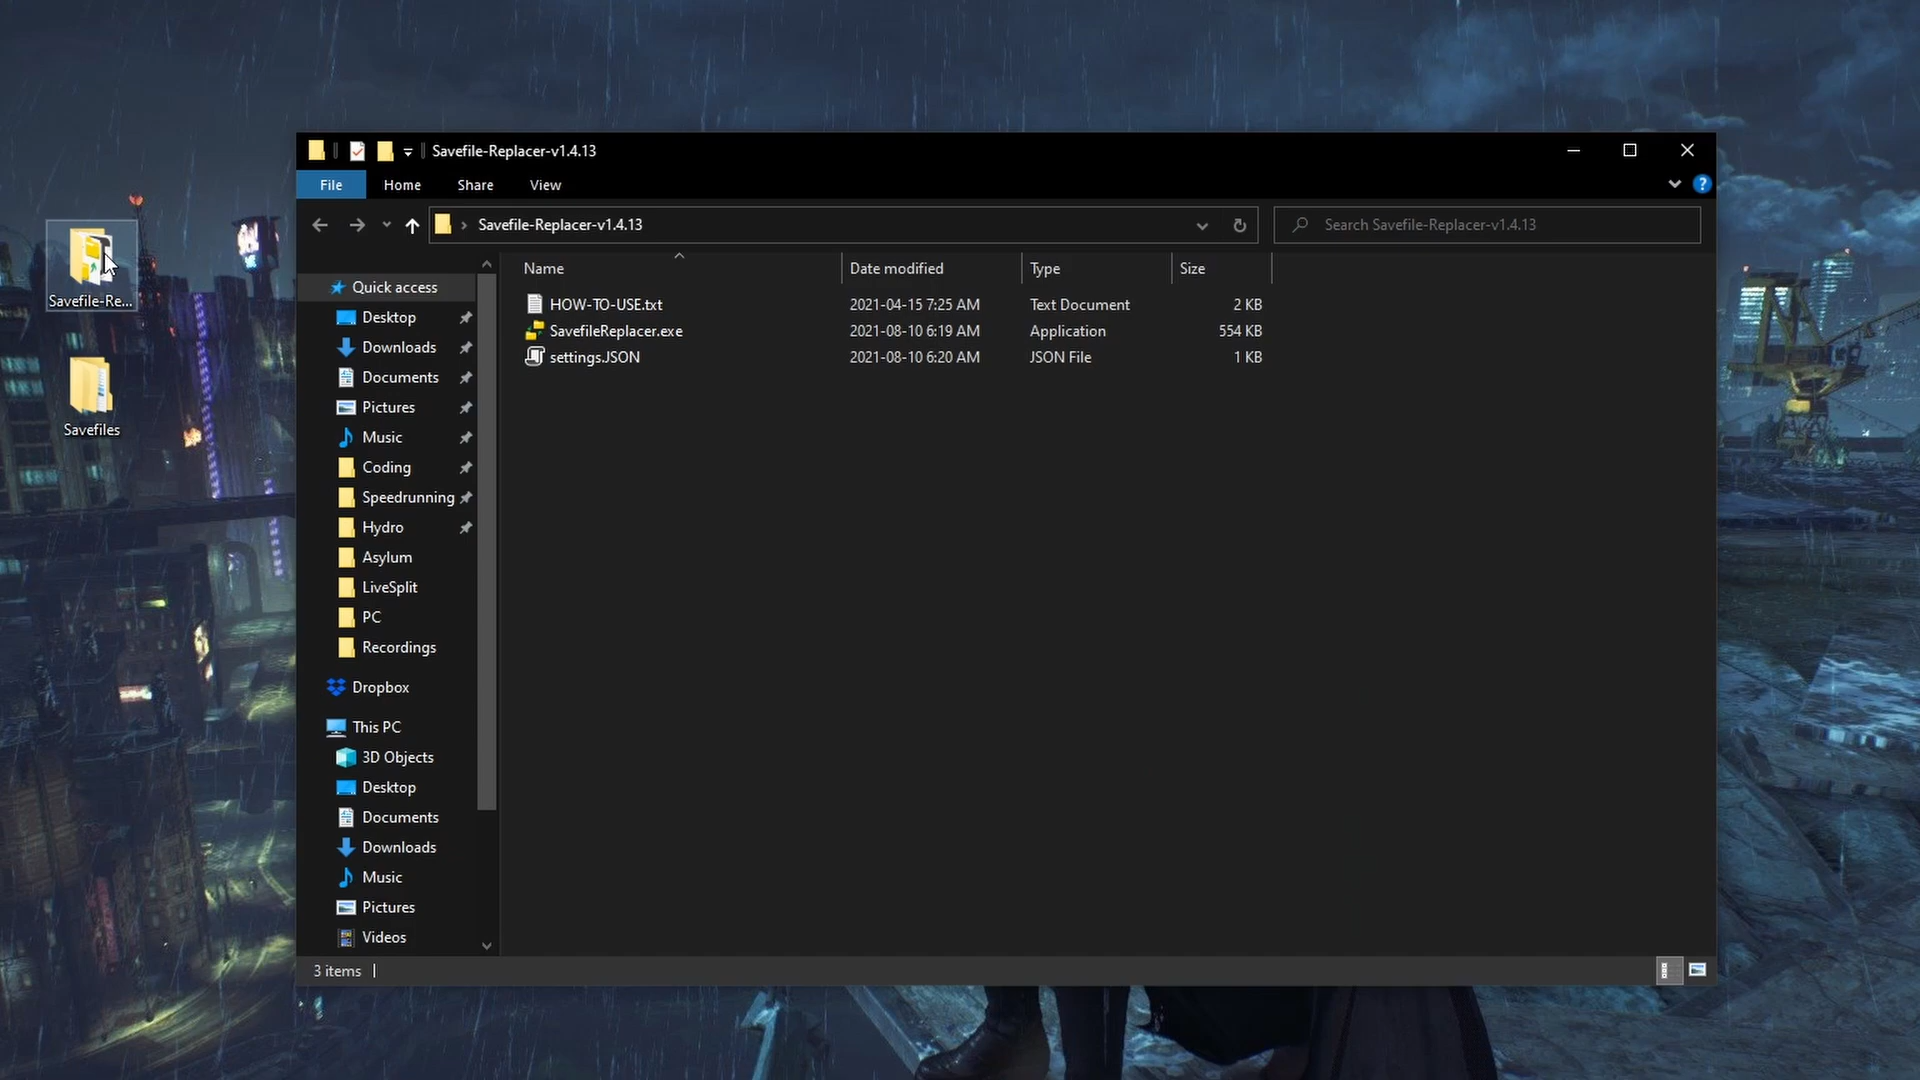 Savefile-Re...
Savefiles
Savefile-Replacer-v1.4.13
File Home Share View
Savefile-Replacer-v1.4.13
Search Savefile-Replacer-v1.4.13
Quick access
Desktop
Downloads
Documents
Pictures
Music
Coding
Speedrunning
Hydro
Asylum
LiveSplit
PC
Recordings
Dropbox
This PC
3D Objects
Desktop
Documents
Downloads
Music
Pictures
Videos
Name Date modified Type Size
HOW-TO-USE.txt 2021-04-15 7:25 AM Text Document 2 KB
SavefileReplacer.exe 2021-08-10 6:19 AM Application 554 KB
settings.JSON 2021-08-10 6:20 AM JSON File 1 KB
3 items